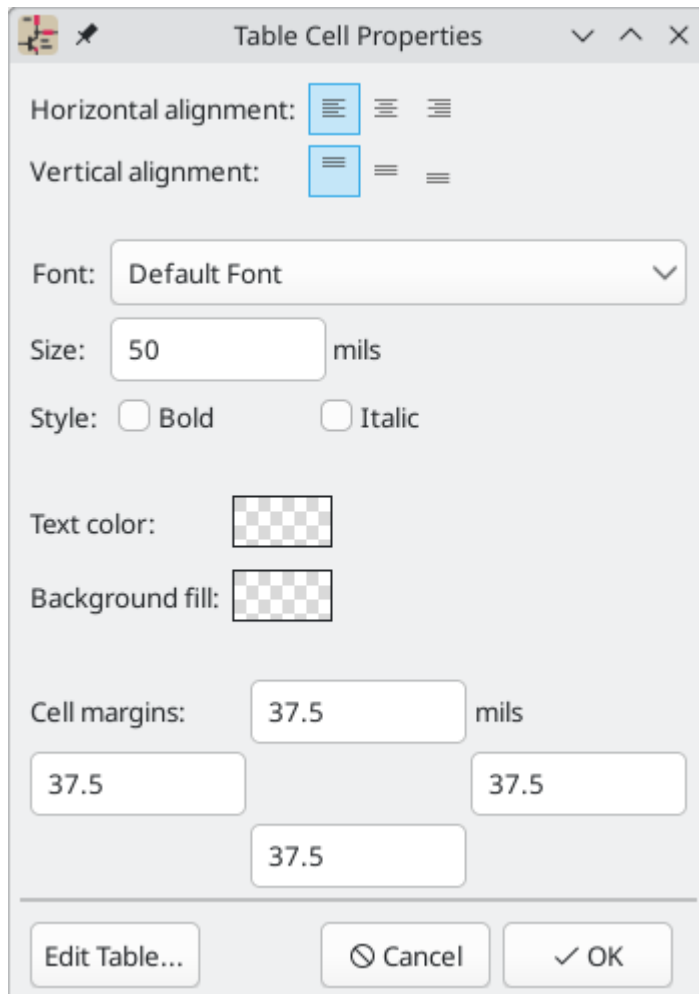 Table Cell Properties
Horizontal alignment:
Vertical alignment:
Font: Default Font
Size: 50 mils
Style: Bold Italic
Text color:
Background fill:
Cell margins: 37.5 mils
37.5 37.5
37.5
Edit Table... Cancel OK